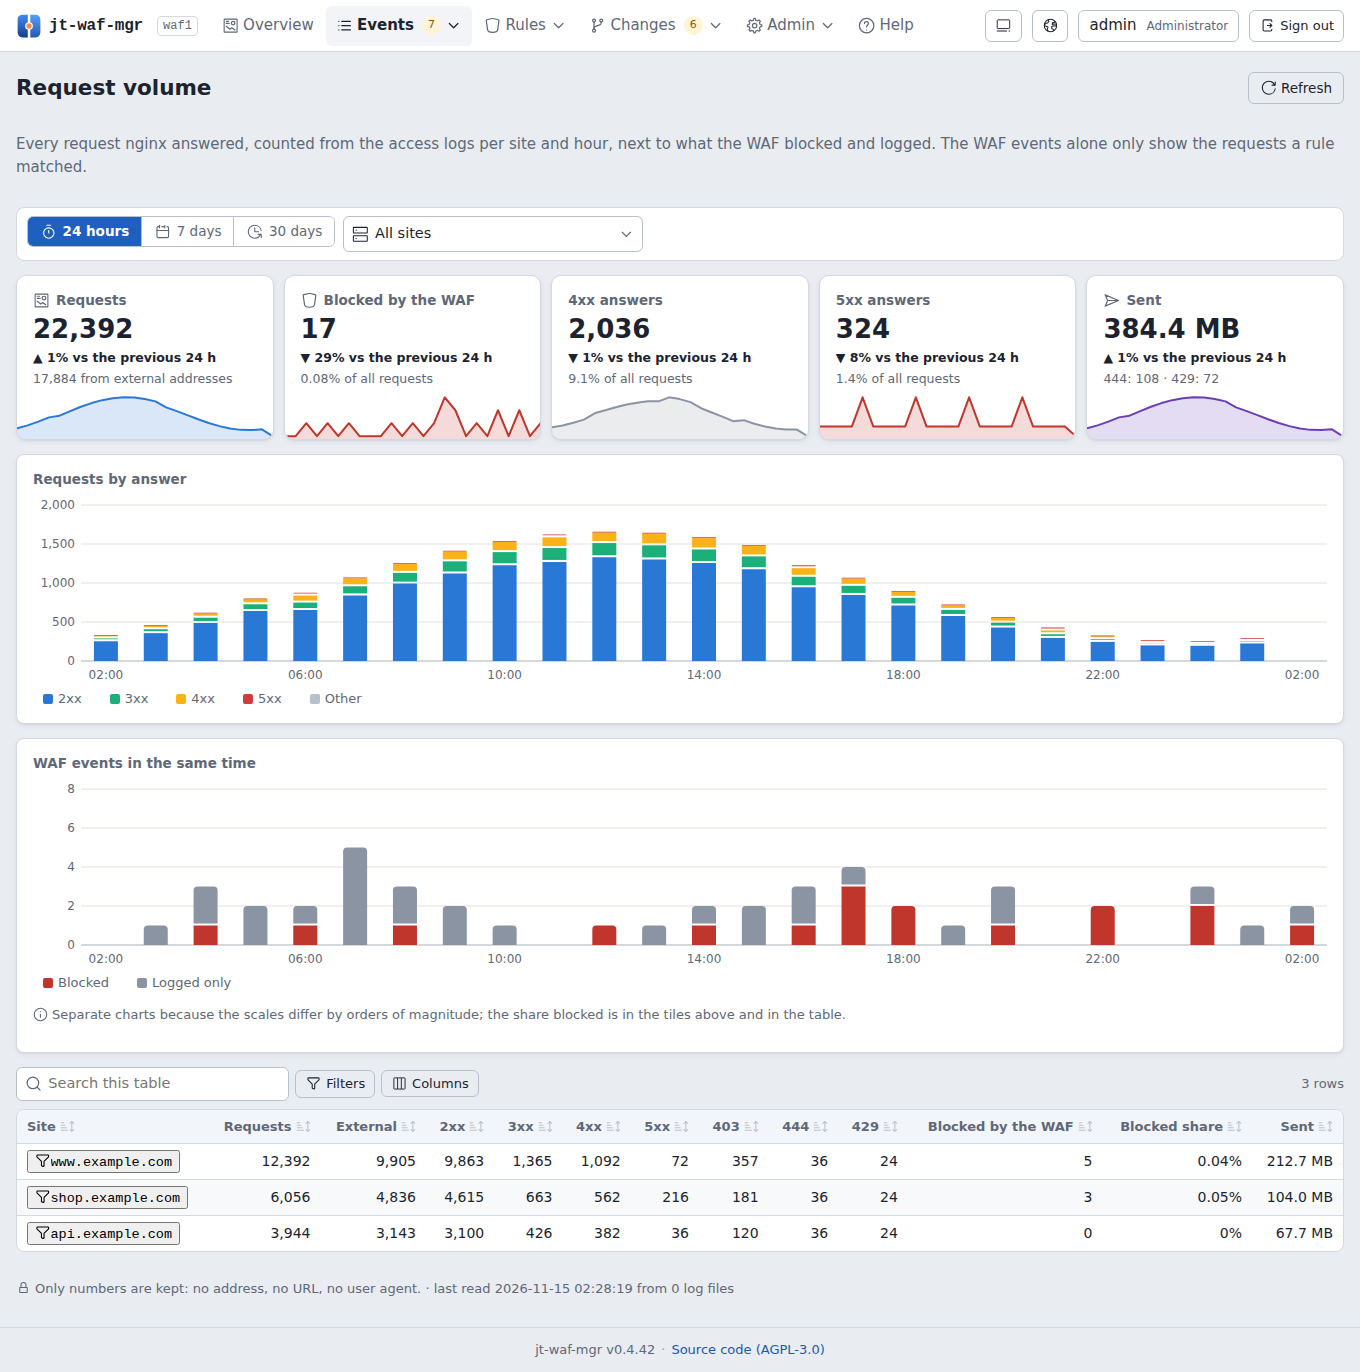 jt-waf-mgr waf1 Overview Events 7 Rules Changes 6 Admin Help admin Administrator Sign out
Request volume
Refresh
Every request nginx answered, counted from the access logs per site and hour, next to what the WAF blocked and logged. The WAF events alone only show the requests a rule
matched.
24 hours 7 days 30 days All sites
Requests
22,392
▲ 1% vs the previous 24 h
17,884 from external addresses
Blocked by the WAF
17
▼ 29% vs the previous 24 h
0.08% of all requests
4xx answers
2,036
▼ 1% vs the previous 24 h
9.1% of all requests
5xx answers
324
▼ 8% vs the previous 24 h
1.4% of all requests
Sent
384.4 MB
▲ 1% vs the previous 24 h
444: 108 · 429: 72
Requests by answer
2,000
1,500
1,000
500
0
02:00 06:00 10:00 14:00 18:00 22:00 02:00
2xx 3xx 4xx 5xx Other
WAF events in the same time
8
6
4
2
0
02:00 06:00 10:00 14:00 18:00 22:00 02:00
Blocked Logged only
Separate charts because the scales differ by orders of magnitude; the share blocked is in the tiles above and in the table.
Search this table Filters Columns 3 rows
Site Requests External 2xx 3xx 4xx 5xx 403 444 429 Blocked by the WAF Blocked share Sent
www.example.com 12,392 9,905 9,863 1,365 1,092 72 357 36 24 5 0.04% 212.7 MB
shop.example.com 6,056 4,836 4,615 663 562 216 181 36 24 3 0.05% 104.0 MB
api.example.com 3,944 3,143 3,100 426 382 36 120 36 24 0 0% 67.7 MB
Only numbers are kept: no address, no URL, no user agent. · last read 2026-11-15 02:28:19 from 0 log files
jt-waf-mgr v0.4.42 · Source code (AGPL-3.0)